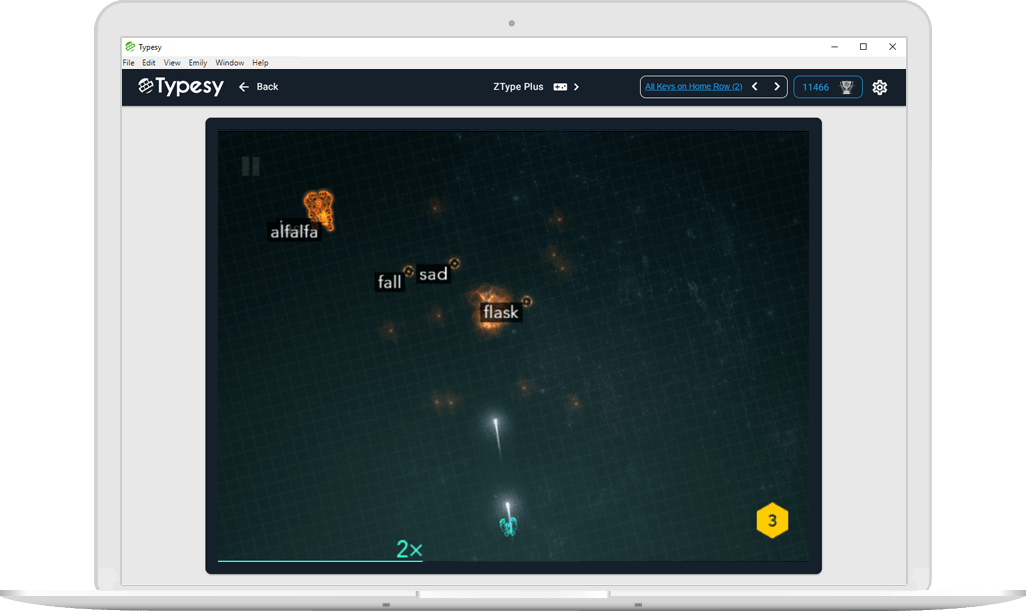 Typesy
File Edit View Emily Window Help
Typesy Back ZType Plus All Keys on Home Row (2) 11466
alfalfa
fall sad
flask
3
2×